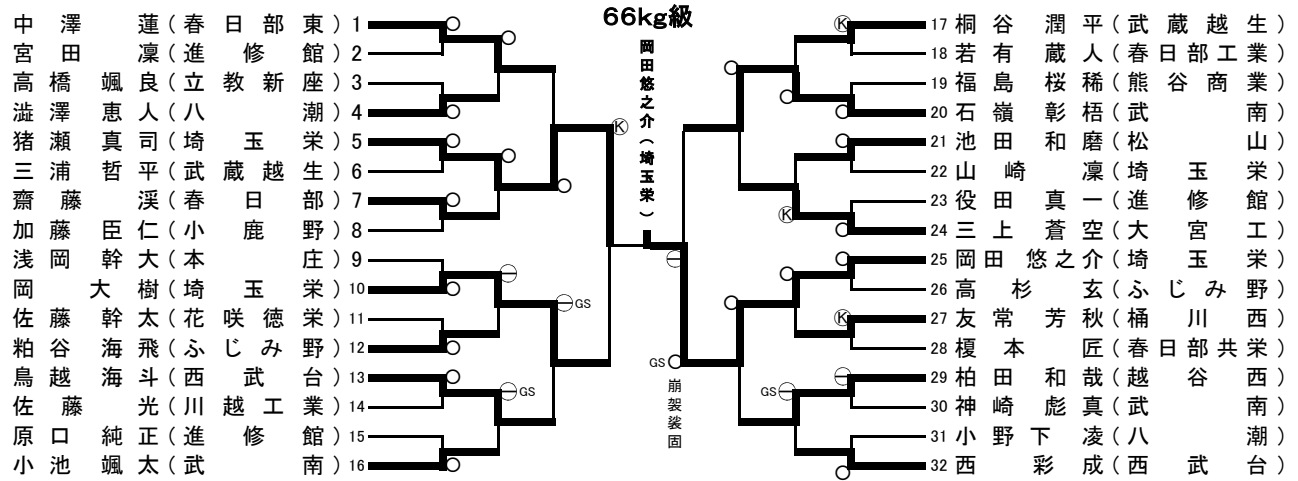 66kg級
岡田悠之介(埼玉栄)
中澤蓮(春日部東) 1
宮田凜(進修館) 2
高橋颯良(立教新座) 3
澁澤恵人(八潮) 4
猪瀬真司(埼玉栄) 5
三浦哲平(武蔵越生) 6
齋藤渓(春日部) 7
加藤臣仁(小鹿野) 8
浅岡幹大(本庄) 9
岡大樹(埼玉栄) 10
佐藤幹太(花咲徳栄) 11
粕谷海飛(ふじみ野) 12
鳥越海斗(西武台) 13
佐藤光(川越工業) 14
原口純正(進修館) 15
小池颯太(武南) 16
K
GS
GS
17 桐谷潤平(武蔵越生)
18 若有蔵人(春日部工業)
19 福島桜稀(熊谷商業)
20 石嶺彰梧(武南)
21 池田和磨(松山)
22 山崎凜(埼玉栄)
23 役田真一(進修館)
24 三上蒼空(大宮工)
25 岡田悠之介(埼玉栄)
26 高杉玄(ふじみ野)
27 友常芳秋(桶川西)
28 榎本匠(春日部共栄)
29 柏田和哉(越谷西)
30 神崎彪真(武南)
31 小野下凌(八潮)
32 西彩成(西武台)
K
K
K
GS
GS
崩袈裟固